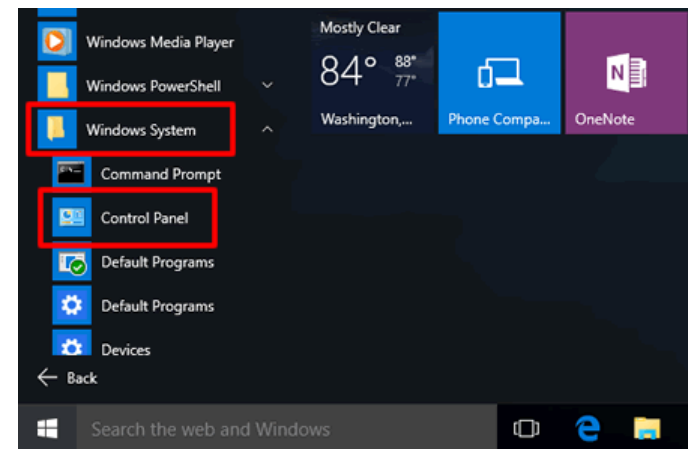 Windows Media Player
Windows PowerShell
Windows System
Command Prompt
Control Panel
Default Programs
Default Programs
Devices
Back
Mostly Clear
84° 88°
77°
Washington,...
Phone Compa...
N
OneNote
Search the web and Windows